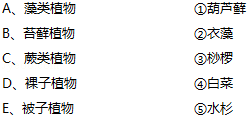 A、藻类植物 ①葫芦藓
B、苔藓植物 ②衣藻
C、蕨类植物 ③桫椤
D、裸子植物 ④白菜
E、被子植物 ⑤水杉